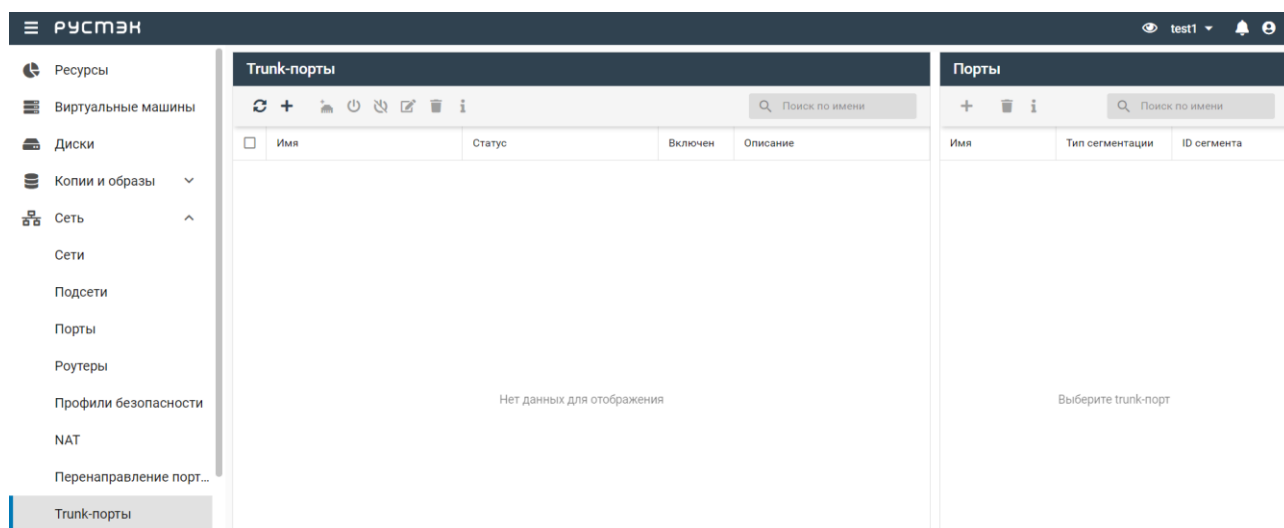 РУСТЭК
test1
Ресурсы
Виртуальные машины
Диски
Копии и образы
Сеть
Сети
Подсети
Порты
Роутеры
Профили безопасности
NAT
Перенаправление порт...
Trunk-порты
Trunk-порты
Поиск по имени
Имя Статус Включен Описание
Нет данных для отображения
Порты
Поиск по имени
Имя Тип сегментации ID сегмента
Выберите trunk-порт